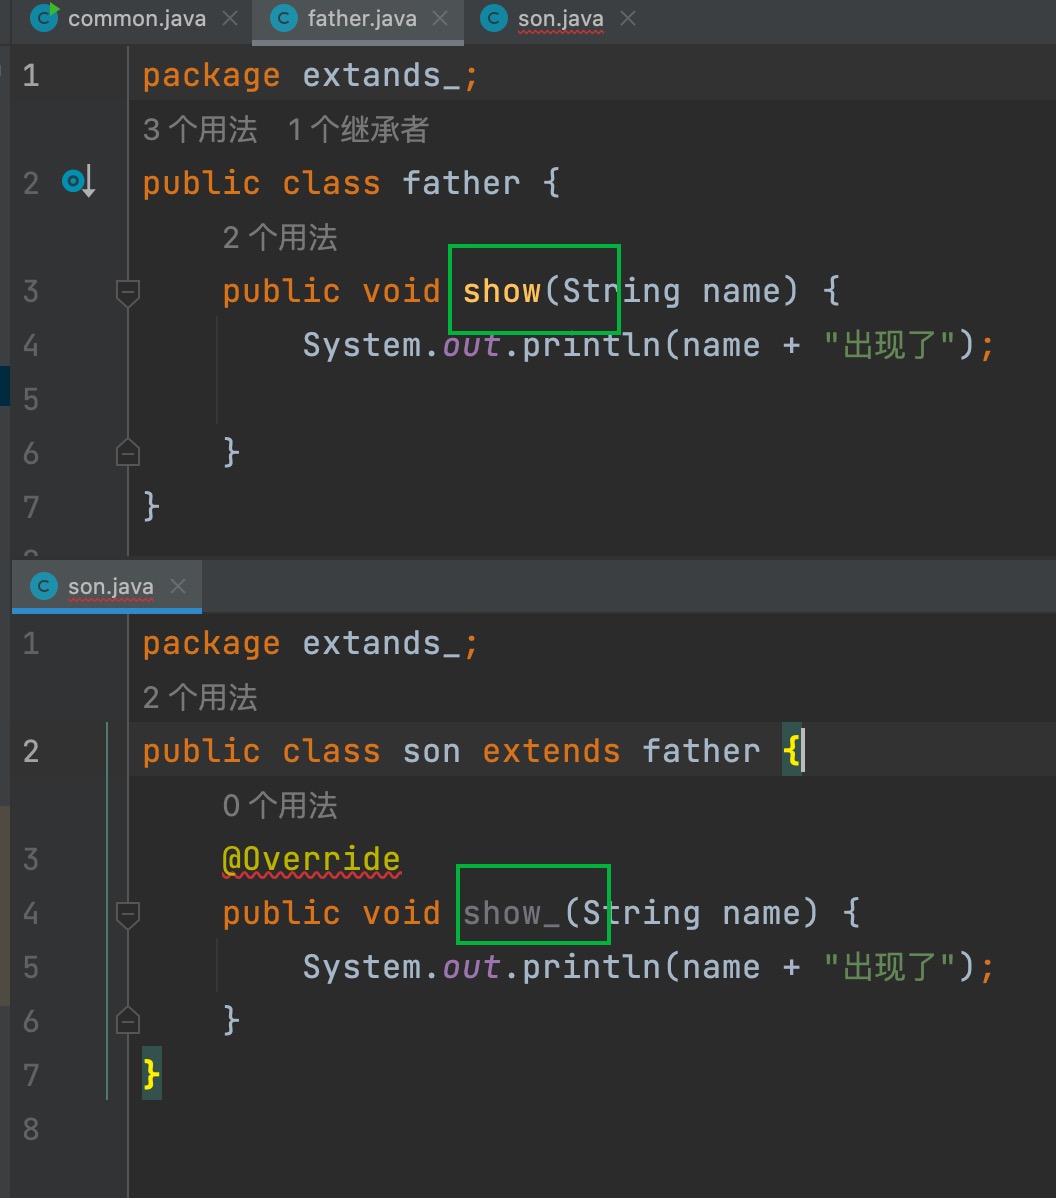 common.java father.java son.java
1 package extands_;
3 个用法 1 个继承者
2 public class father {
2 个用法
3 public void show(String name) {
4 System.out.println(name + "出现了");
5
6 }
7 }
son.java
1 package extands_;
2 个用法
2 public class son extends father {
0 个用法
3 @Override
4 public void show_(String name) {
5 System.out.println(name + "出现了");
6 }
7 }
8